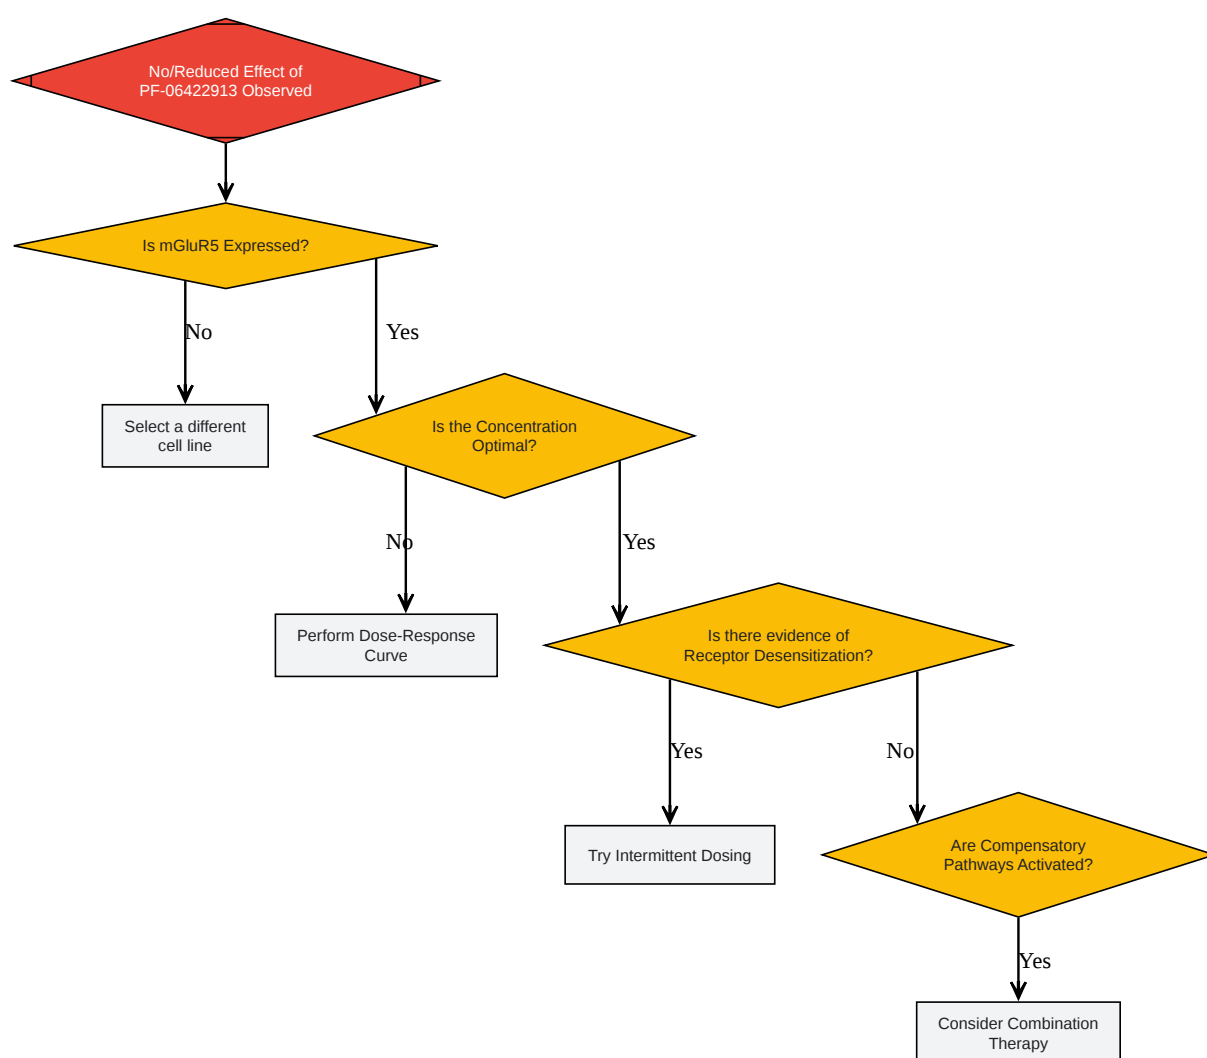 No/Reduced Effect of
PF-06422913 Observed
Is mGluR5 Expressed?
No
Yes
Select a different
cell line
Is the Concentration
Optimal?
No
Yes
Perform Dose-Response
Curve
Is there evidence of
Receptor Desensitization?
Yes
No
Try Intermittent Dosing
Are Compensatory
Pathways Activated?
Yes
Consider Combination
Therapy